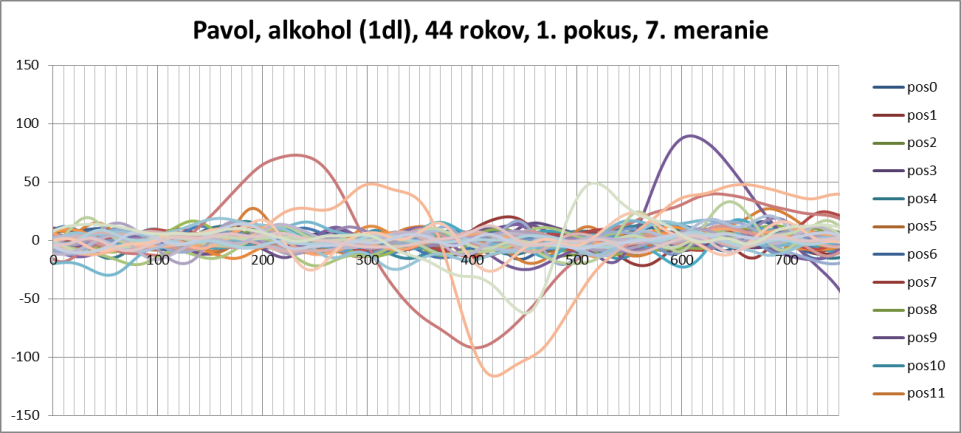 Pavol, alkohol (1dl), 44 rokov, 1. pokus, 7. meranie
150
100
50
0
-50
-100
-150
0 100 200 300 400 500 600 700
pos0
pos1
pos2
pos3
pos4
pos5
pos6
pos7
pos8
pos9
pos10
pos11